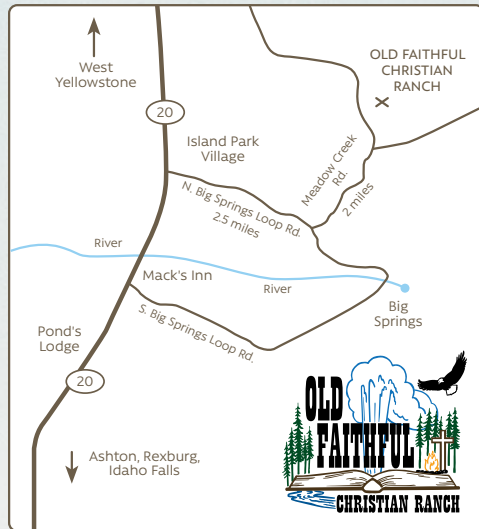 West
Yellowstone
OLD FAITHFUL
CHRISTIAN
RANCH
20
Island Park
Village
Meadow Creek
Rd.
2 miles
N. Big Springs Loop Rd.
2.5 miles
River
Mack's Inn
River
Big
Springs
S. Big Springs Loop Rd.
Pond's
Lodge
20
Ashton, Rexburg,
Idaho Falls
OLD
FAITHFUL
CHRISTIAN RANCH